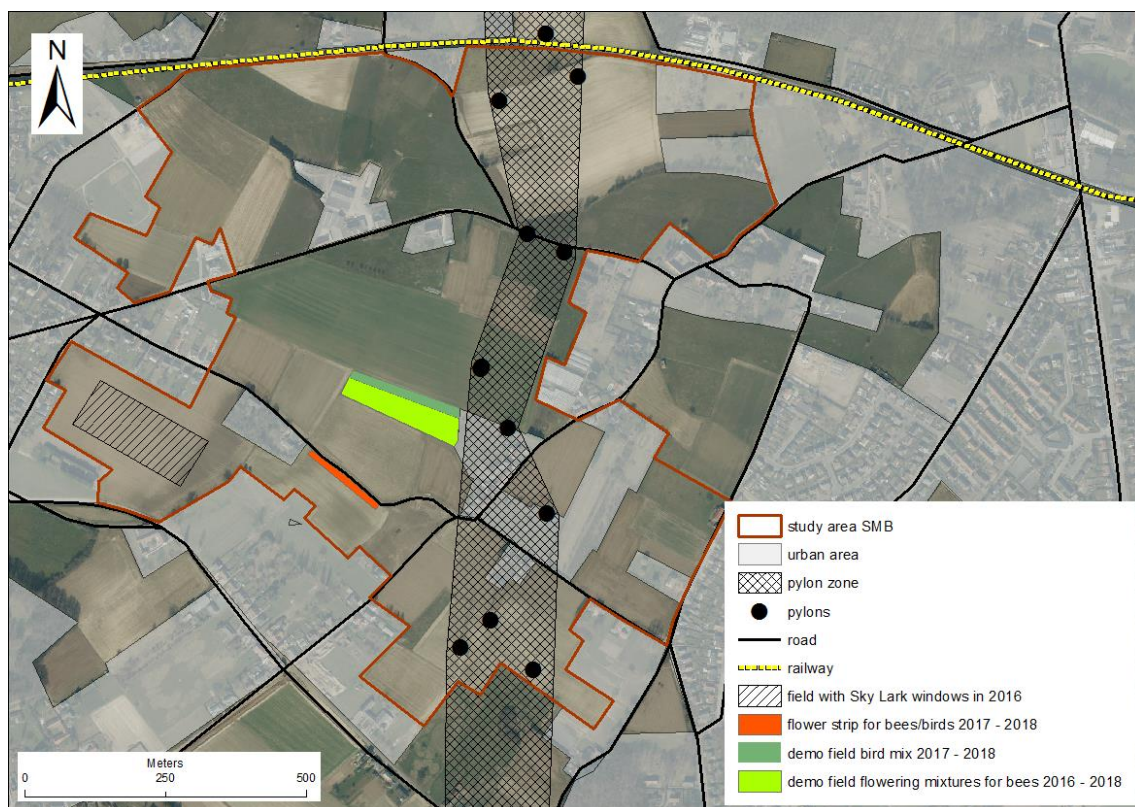 N
study area SMB
urban area
pylon zone
pylons
road
railway
field with Sky Lark windows in 2016
flower strip for bees/birds 2017 - 2018
demo field bird mix 2017 - 2018
demo field flowering mixtures for bees 2016 - 2018
Meters
0 250 500